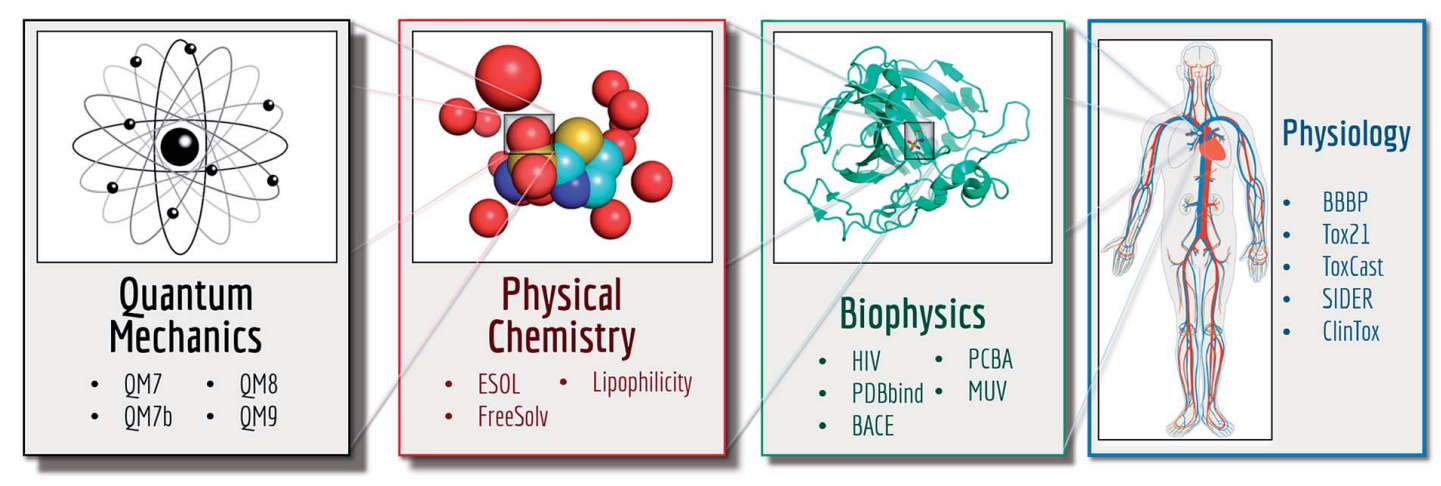 Quantum
Mechanics
• QM7 • QM8
• QM7b • QM9
Physical
Chemistry
• ESOL • Lipophilicity
• FreeSolv
Biophysics
• HIV • PCBA
• PDBbind • MUV
• BACE
Physiology
• BBBP
• Tox21
• ToxCast
• SIDER
• ClinTox